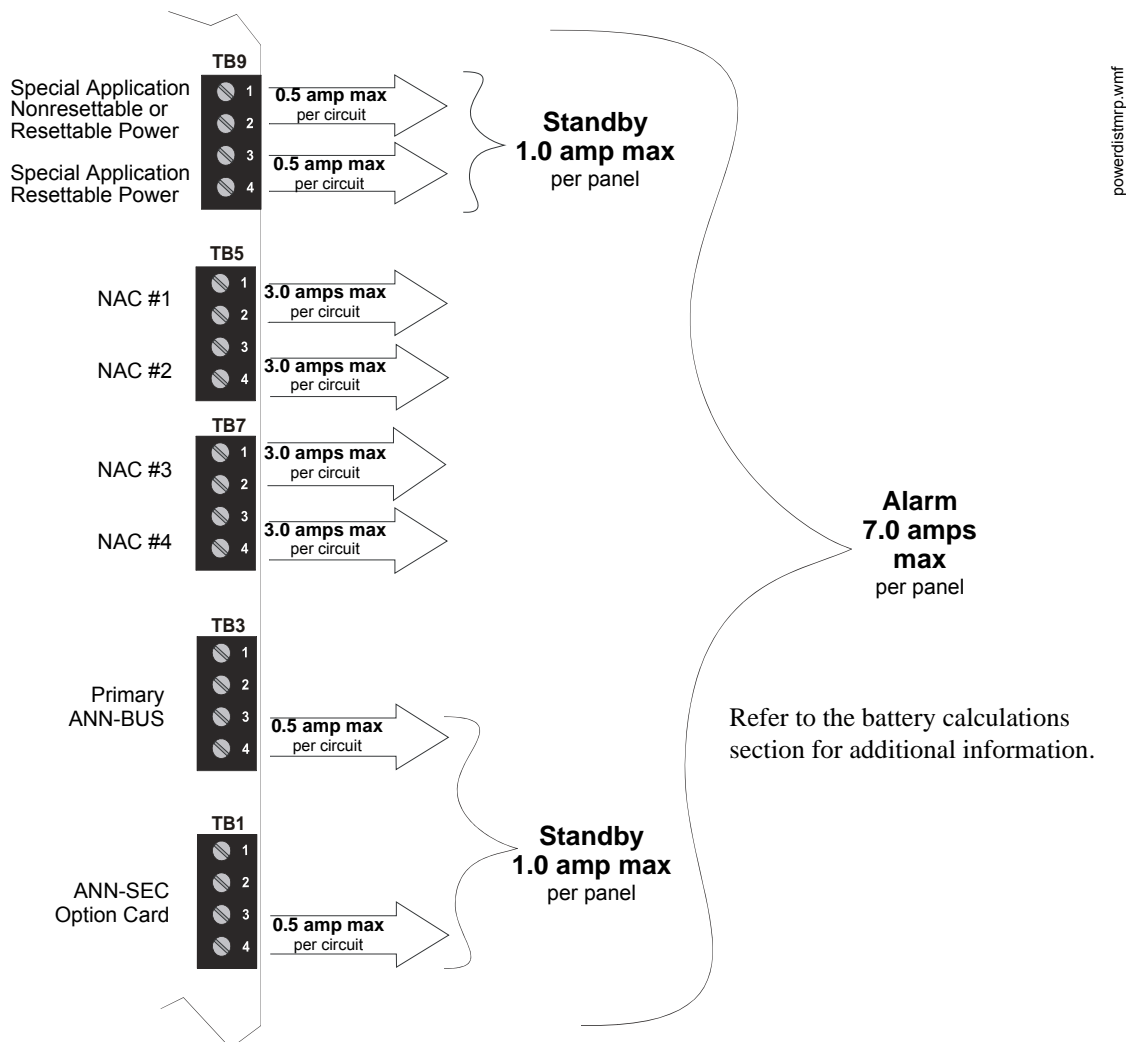 powerdistmrp.wmf
TB9
Special Application
Nonresettable or
Resettable Power
1
2
3
4
0.5 amp max
per circuit
Special Application
Resettable Power
0.5 amp max
per circuit
Standby
1.0 amp max
per panel
TB5
NAC #1
1
2
3
4
3.0 amps max
per circuit
NAC #2
3.0 amps max
per circuit
TB7
NAC #3
1
2
3
4
3.0 amps max
per circuit
NAC #4
3.0 amps max
per circuit
Alarm
7.0 amps
max
per panel
TB3
Primary
ANN-BUS
1
2
3
4
0.5 amp max
per circuit
Refer to the battery calculations
section for additional information.
TB1
ANN-SEC
Option Card
1
2
3
4
0.5 amp max
per circuit
Standby
1.0 amp max
per panel